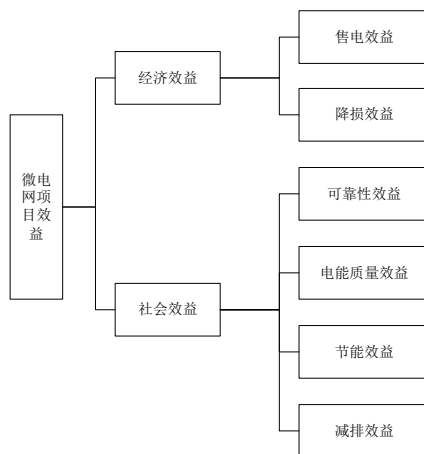 微电
网项
目效
益
经济效益
售电效益
降损效益
社会效益
可靠性效益
电能质量效益
节能效益
减排效益